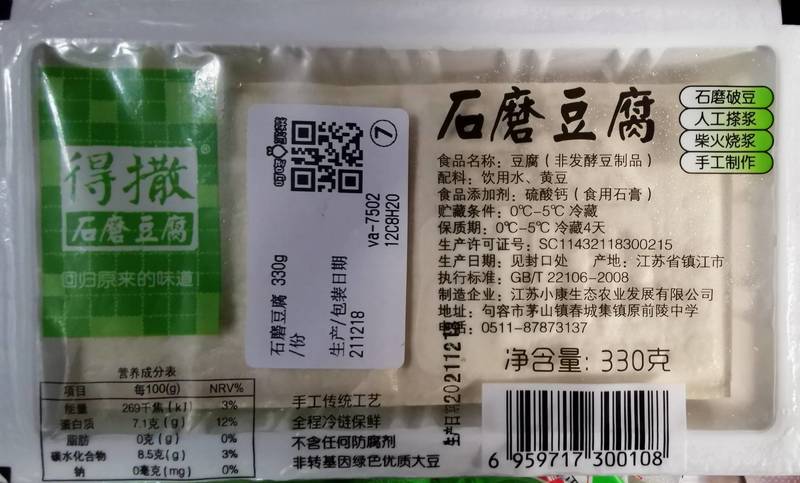 得撒®
石磨豆腐
回归原来的味道
⑦
va-7502
12C8H20
石磨豆腐 330g
/份
生产/包装日期
211218
石磨豆腐
石磨破豆
人工搽浆
柴火烧浆
手工制作
食品名称：豆腐（非发酵豆制品）
配料：饮用水、黄豆
食品添加剂：硫酸钙（食用石膏）
贮藏条件：0℃-5℃ 冷藏
保质期：0℃-5℃ 冷藏4天
生产许可证号：SC11432118300215
生产日期：见封口处 产地：江苏省镇江市
执行标准：GB/T 22106-2008
制造企业：江苏小康生态农业发展有限公司
地址：句容市茅山镇春城集镇原前陵中学
电话：0511-87873137
净含量：330克
生产日期20211218
营养成分表
项目 每100(g) NRV%
能量 269千焦(kJ) 3%
蛋白质 7.1克(g) 12%
脂肪 0克(g) 0%
碳水化合物 8.5克(g) 3%
钠 0毫克(mg) 0%
手工传统工艺
全程冷链保鲜
不含任何防腐剂
非转基因绿色优质大豆
6 959717 300108